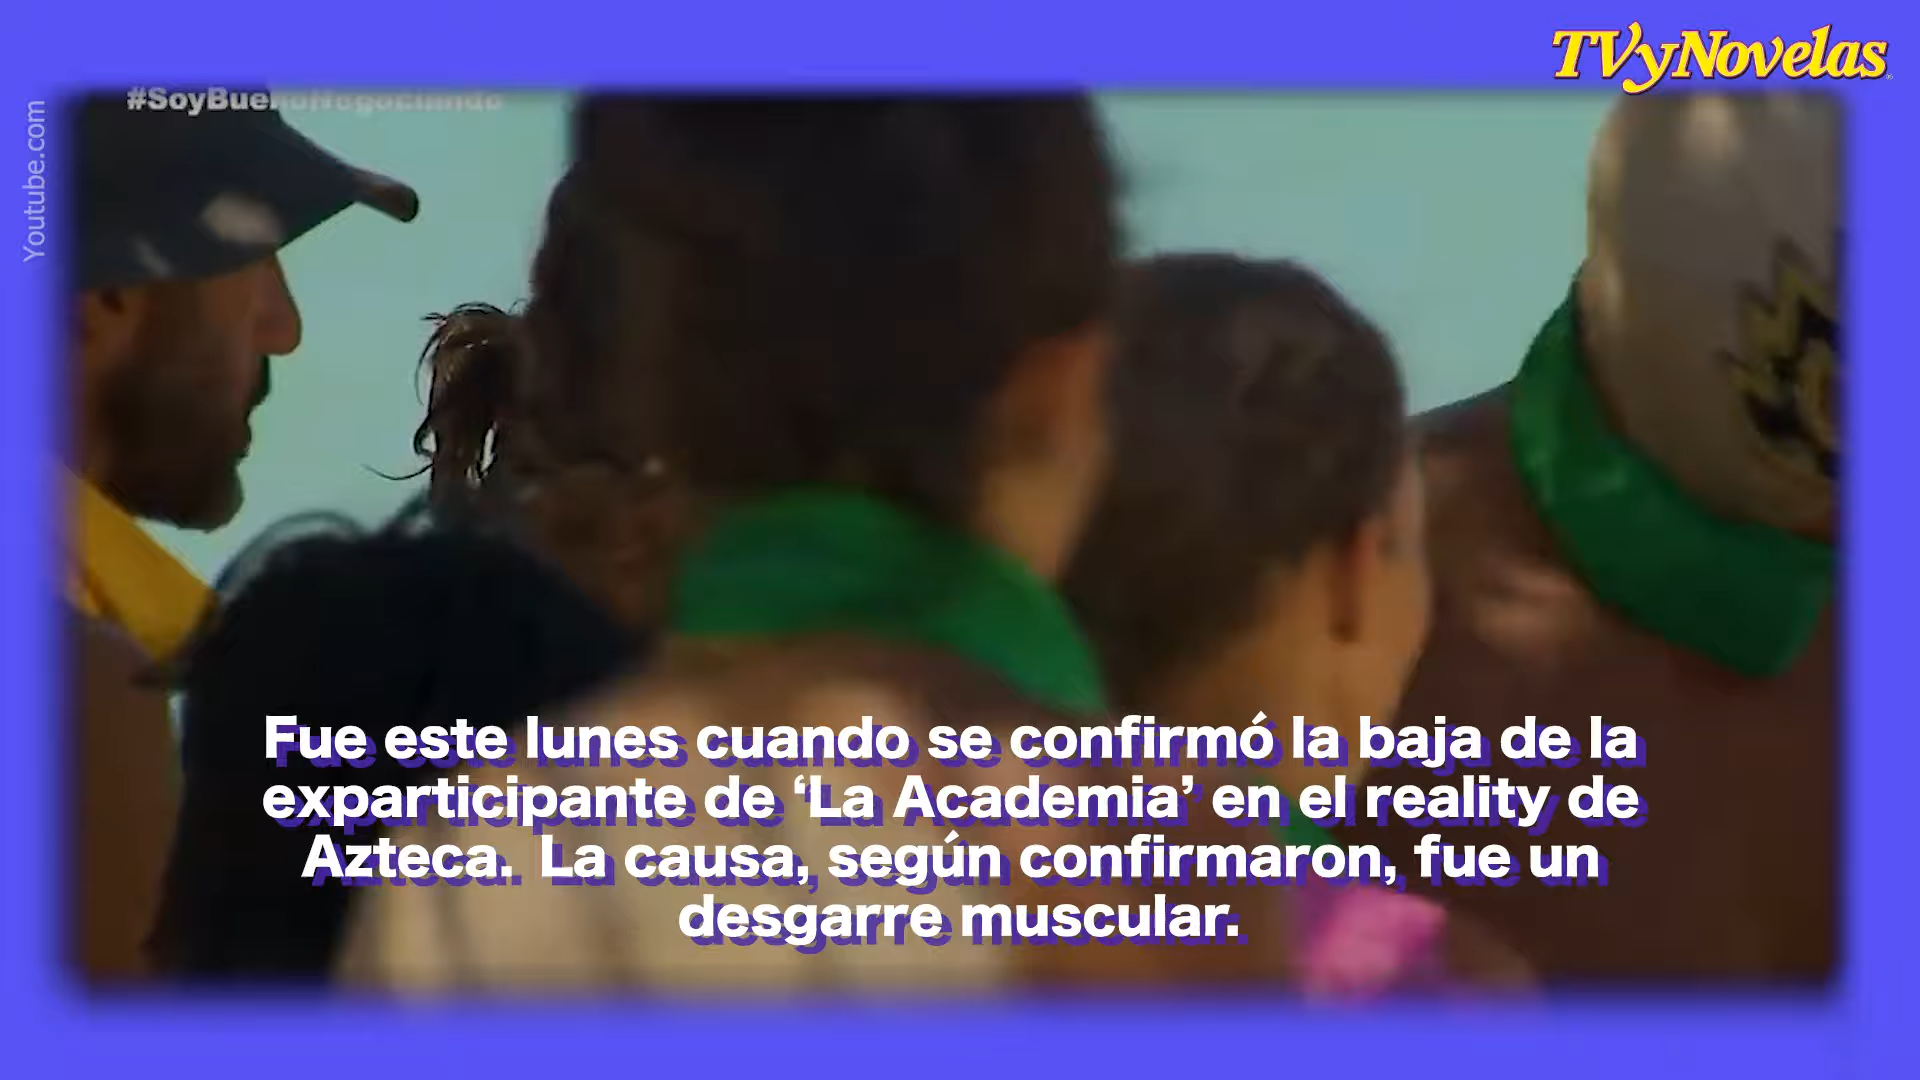 TVyNovelas
#SoyBuenoNegociando
Youtube.com
Fue este lunes cuando se confirmó la baja de la
exparticipante de ‘La Academia’ en el reality de
Azteca. La causa, según confirmaron, fue un
desgarre muscular.